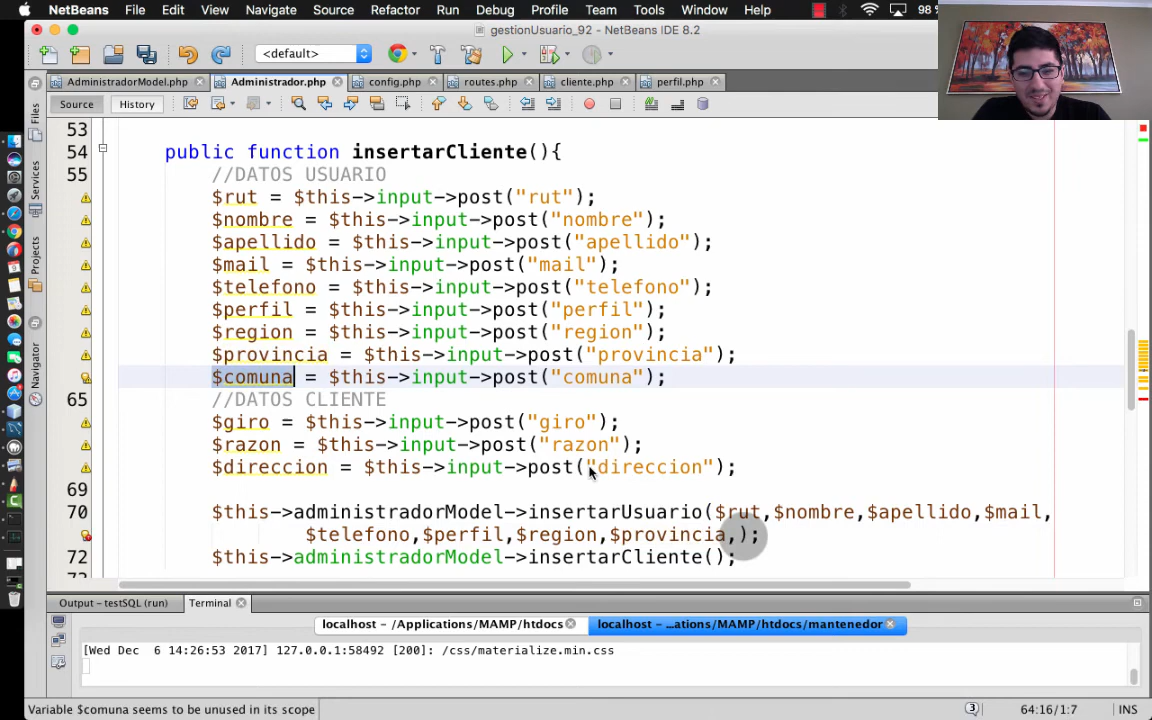 NetBeans File Edit View Navigate Source Refactor Run Debug Profile Team Tools Window Help 98 %
gestionUsuario_92 - NetBeans IDE 8.2
<default>
AdministradorModel.php Administrador.php config.php routes.php cliente.php perfil.php
Source History
Files
Services
Projects
Navigator
53
54 public function insertarCliente(){
55 //DATOS USUARIO
$rut = $this->input->post("rut");
$nombre = $this->input->post("nombre");
$apellido = $this->input->post("apellido");
$mail = $this->input->post("mail");
$telefono = $this->input->post("telefono");
$perfil = $this->input->post("perfil");
$region = $this->input->post("region");
$provincia = $this->input->post("provincia");
$comuna = $this->input->post("comuna");
65 //DATOS CLIENTE
$giro = $this->input->post("giro");
$razon = $this->input->post("razon");
$direccion = $this->input->post("direccion");
69
70 $this->administradorModel->insertarUsuario($rut,$nombre,$apellido,$mail,
$telefono,$perfil,$region,$provincia,);
72 $this->administradorModel->insertarCliente();
Output - testSQL (run) Terminal
localhost - /Applications/MAMP/htdocs localhost - ...ations/MAMP/htdocs/mantenedor
[Wed Dec 6 14:26:53 2017] 127.0.0.1:58492 [200]: /css/materialize.min.css
Variable $comuna seems to be unused in its scope 3 64:16/1:7 INS